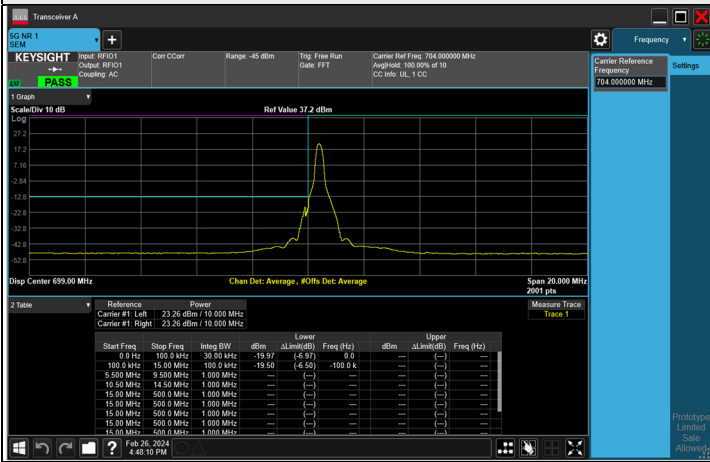 Transceiver A
5G NR 1
SEM
+
Frequency
KEYSIGHT
Input: RFIO1
Output: RFIO1
Coupling: AC
Corr CCorr
Range: -45 dBm
Trig: Free Run
Gate: FFT
Carrier Ref Freq: 704.000000 MHz
Avg|Hold: 100.00% of 10
CC Info: UL, 1 CC
LXI
PASS
Carrier Reference
Frequency
704.000000 MHz
Settings
1 Graph
Scale/Div 10 dB
Ref Value 37.2 dBm
Log
27.2
17.2
7.16
-2.84
-12.8
-22.8
-32.8
-42.8
-52.8
Disp Center 699.00 MHz
Chan Det: Average , #Offs Det: Average
Span 20.000 MHz
2001 pts
2 Table
Reference Power
Carrier #1: Left 23.26 dBm / 10.000 MHz
Carrier #1: Right 23.26 dBm / 10.000 MHz
Measure Trace
Trace 1
Lower Upper
Start Freq Stop Freq Integ BW dBm ΔLimit(dB) Freq (Hz) dBm ΔLimit(dB) Freq (Hz)
0.0 Hz 100.0 kHz 30.00 kHz -19.97 (-6.97) 0.0 --- (---) ---
100.0 kHz 15.00 MHz 100.0 kHz -19.50 (-6.50) -100.0 k --- (---) ---
5.500 MHz 9.500 MHz 1.000 MHz --- (---) --- --- (---) ---
10.50 MHz 14.50 MHz 1.000 MHz --- (---) --- --- (---) ---
15.00 MHz 500.0 MHz 1.000 MHz --- (---) --- --- (---) ---
15.00 MHz 500.0 MHz 1.000 MHz --- (---) --- --- (---) ---
15.00 MHz 500.0 MHz 1.000 MHz --- (---) --- --- (---) ---
15.00 MHz 500.0 MHz 1.000 MHz --- (---) --- --- (---) ---
Prototype
Limited
Sale
Allowed
?
Feb 26, 2024
4:48:10 PM